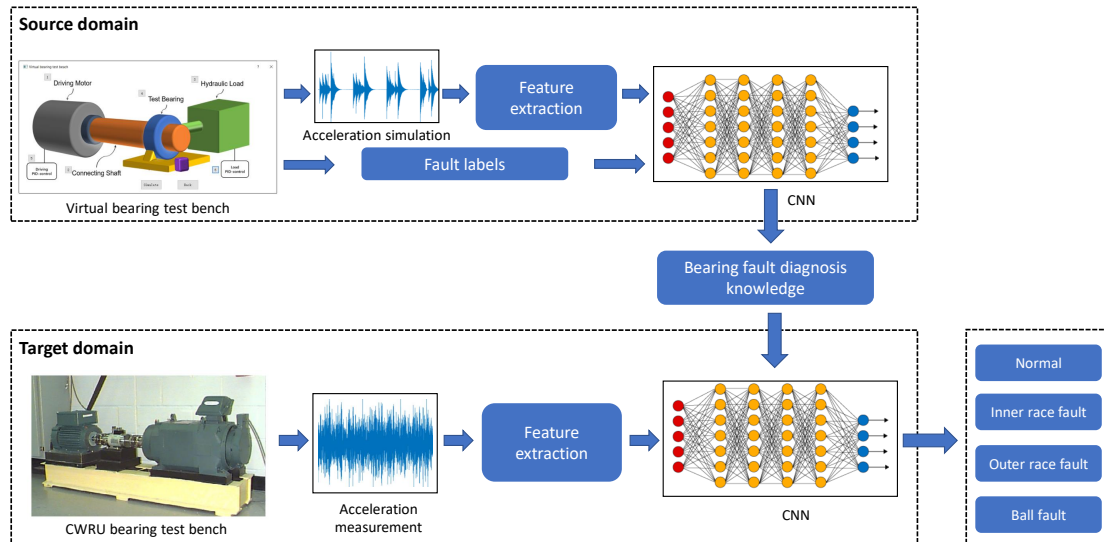 Source domain
Virtual bearing test bench
Driving Motor
Hydraulic Load
Test Bearing
Connecting Shaft
Driving
PID-control
Load
PID-control
Simulate
Virtual bearing test bench
Acceleration simulation
Feature
extraction
Fault labels
CNN
Bearing fault diagnosis
knowledge
Target domain
CWRU bearing test bench
Acceleration
measurement
Feature
extraction
CNN
Normal
Inner race fault
Outer race fault
Ball fault